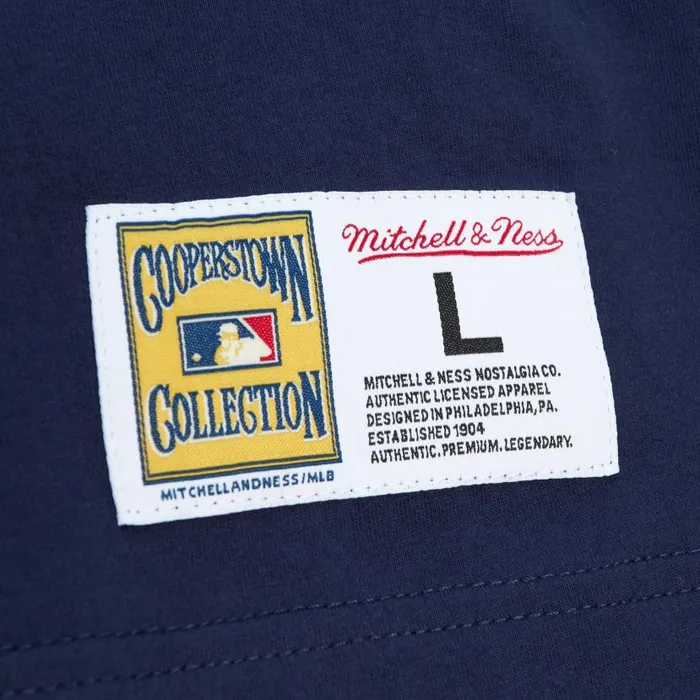 COOPERSTOWN
COLLECTION
MITCHELLANDNESS/MLB
Mitchell & Ness
L
MITCHELL & NESS NOSTALGIA CO.
AUTHENTIC LICENSED APPAREL
DESIGNED IN PHILADELPHIA, PA.
ESTABLISHED 1904
AUTHENTIC.PREMIUM.LEGENDARY.